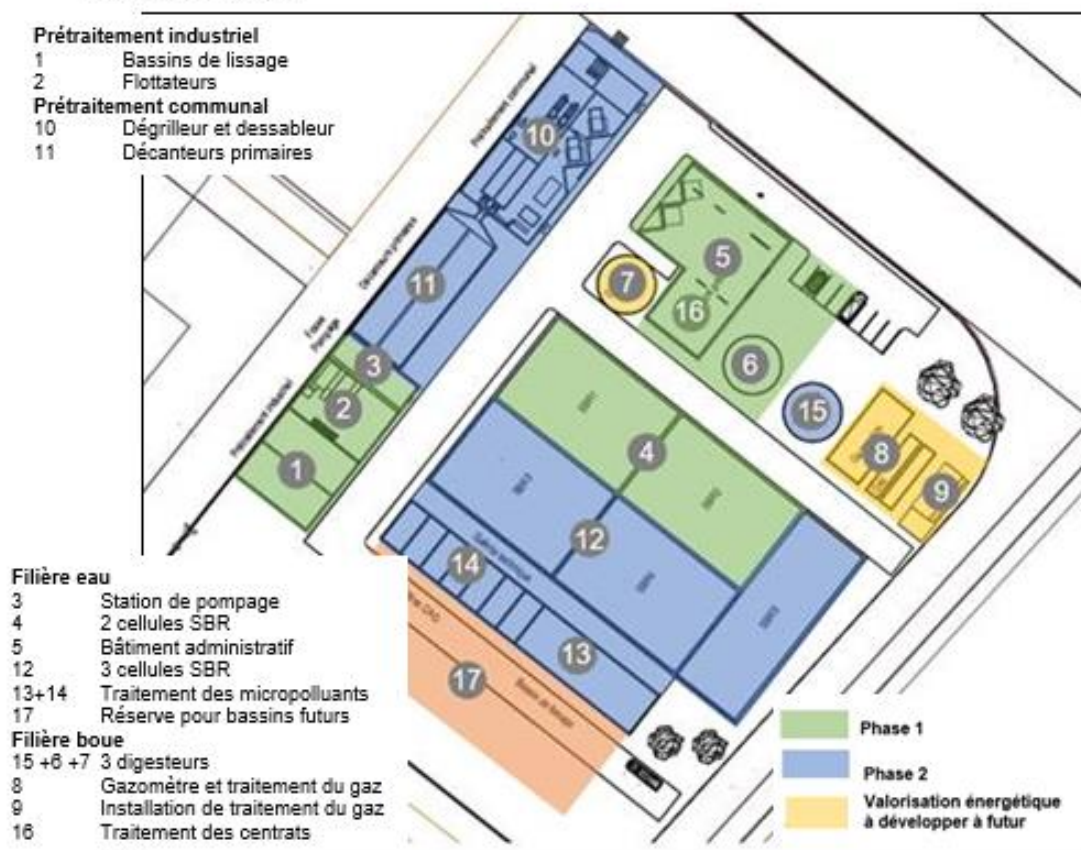 Prétraitement industriel
1 Bassins de lissage
2 Flottateurs
Prétraitement communal
10 Dégrilleur et dessableur
11 Décanteurs primaires
Prétraitement communal
Décanteurs primaires
Prétraitement industriel
10
11
3
2
1
5
7
16
6
15
8
9
4
12
14
13
17
Filière eau
3 Station de pompage
4 2 cellules SBR
5 Bâtiment administratif
12 3 cellules SBR
13+14 Traitement des micropolluants
17 Réserve pour bassins futurs
Filière boue
15 +6 +7 3 digesteurs
8 Gazomètre et traitement du gaz
9 Installation de traitement du gaz
16 Traitement des centrats
Phase 1
Phase 2
Valorisation énergétique
à développer à futur